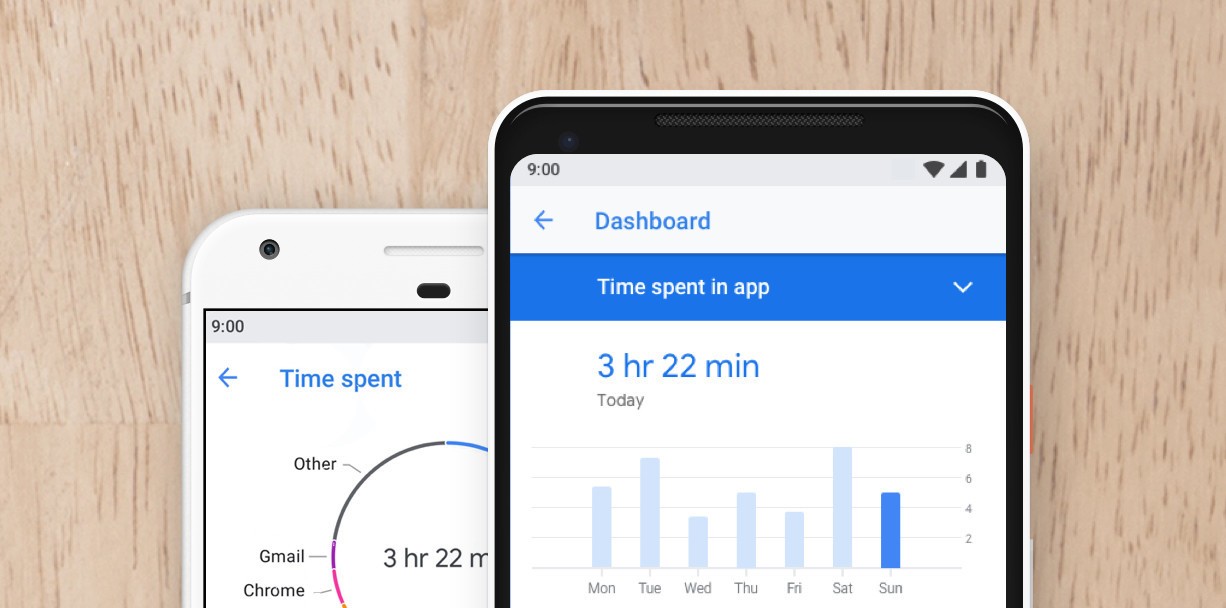 9:00
Time spent
Other
Gmail
Chrome
3 hr 22 m
9:00
Dashboard
Time spent in app
3 hr 22 min
Today
8
6
4
2
Mon Tue Wed Thu Fri Sat Sun